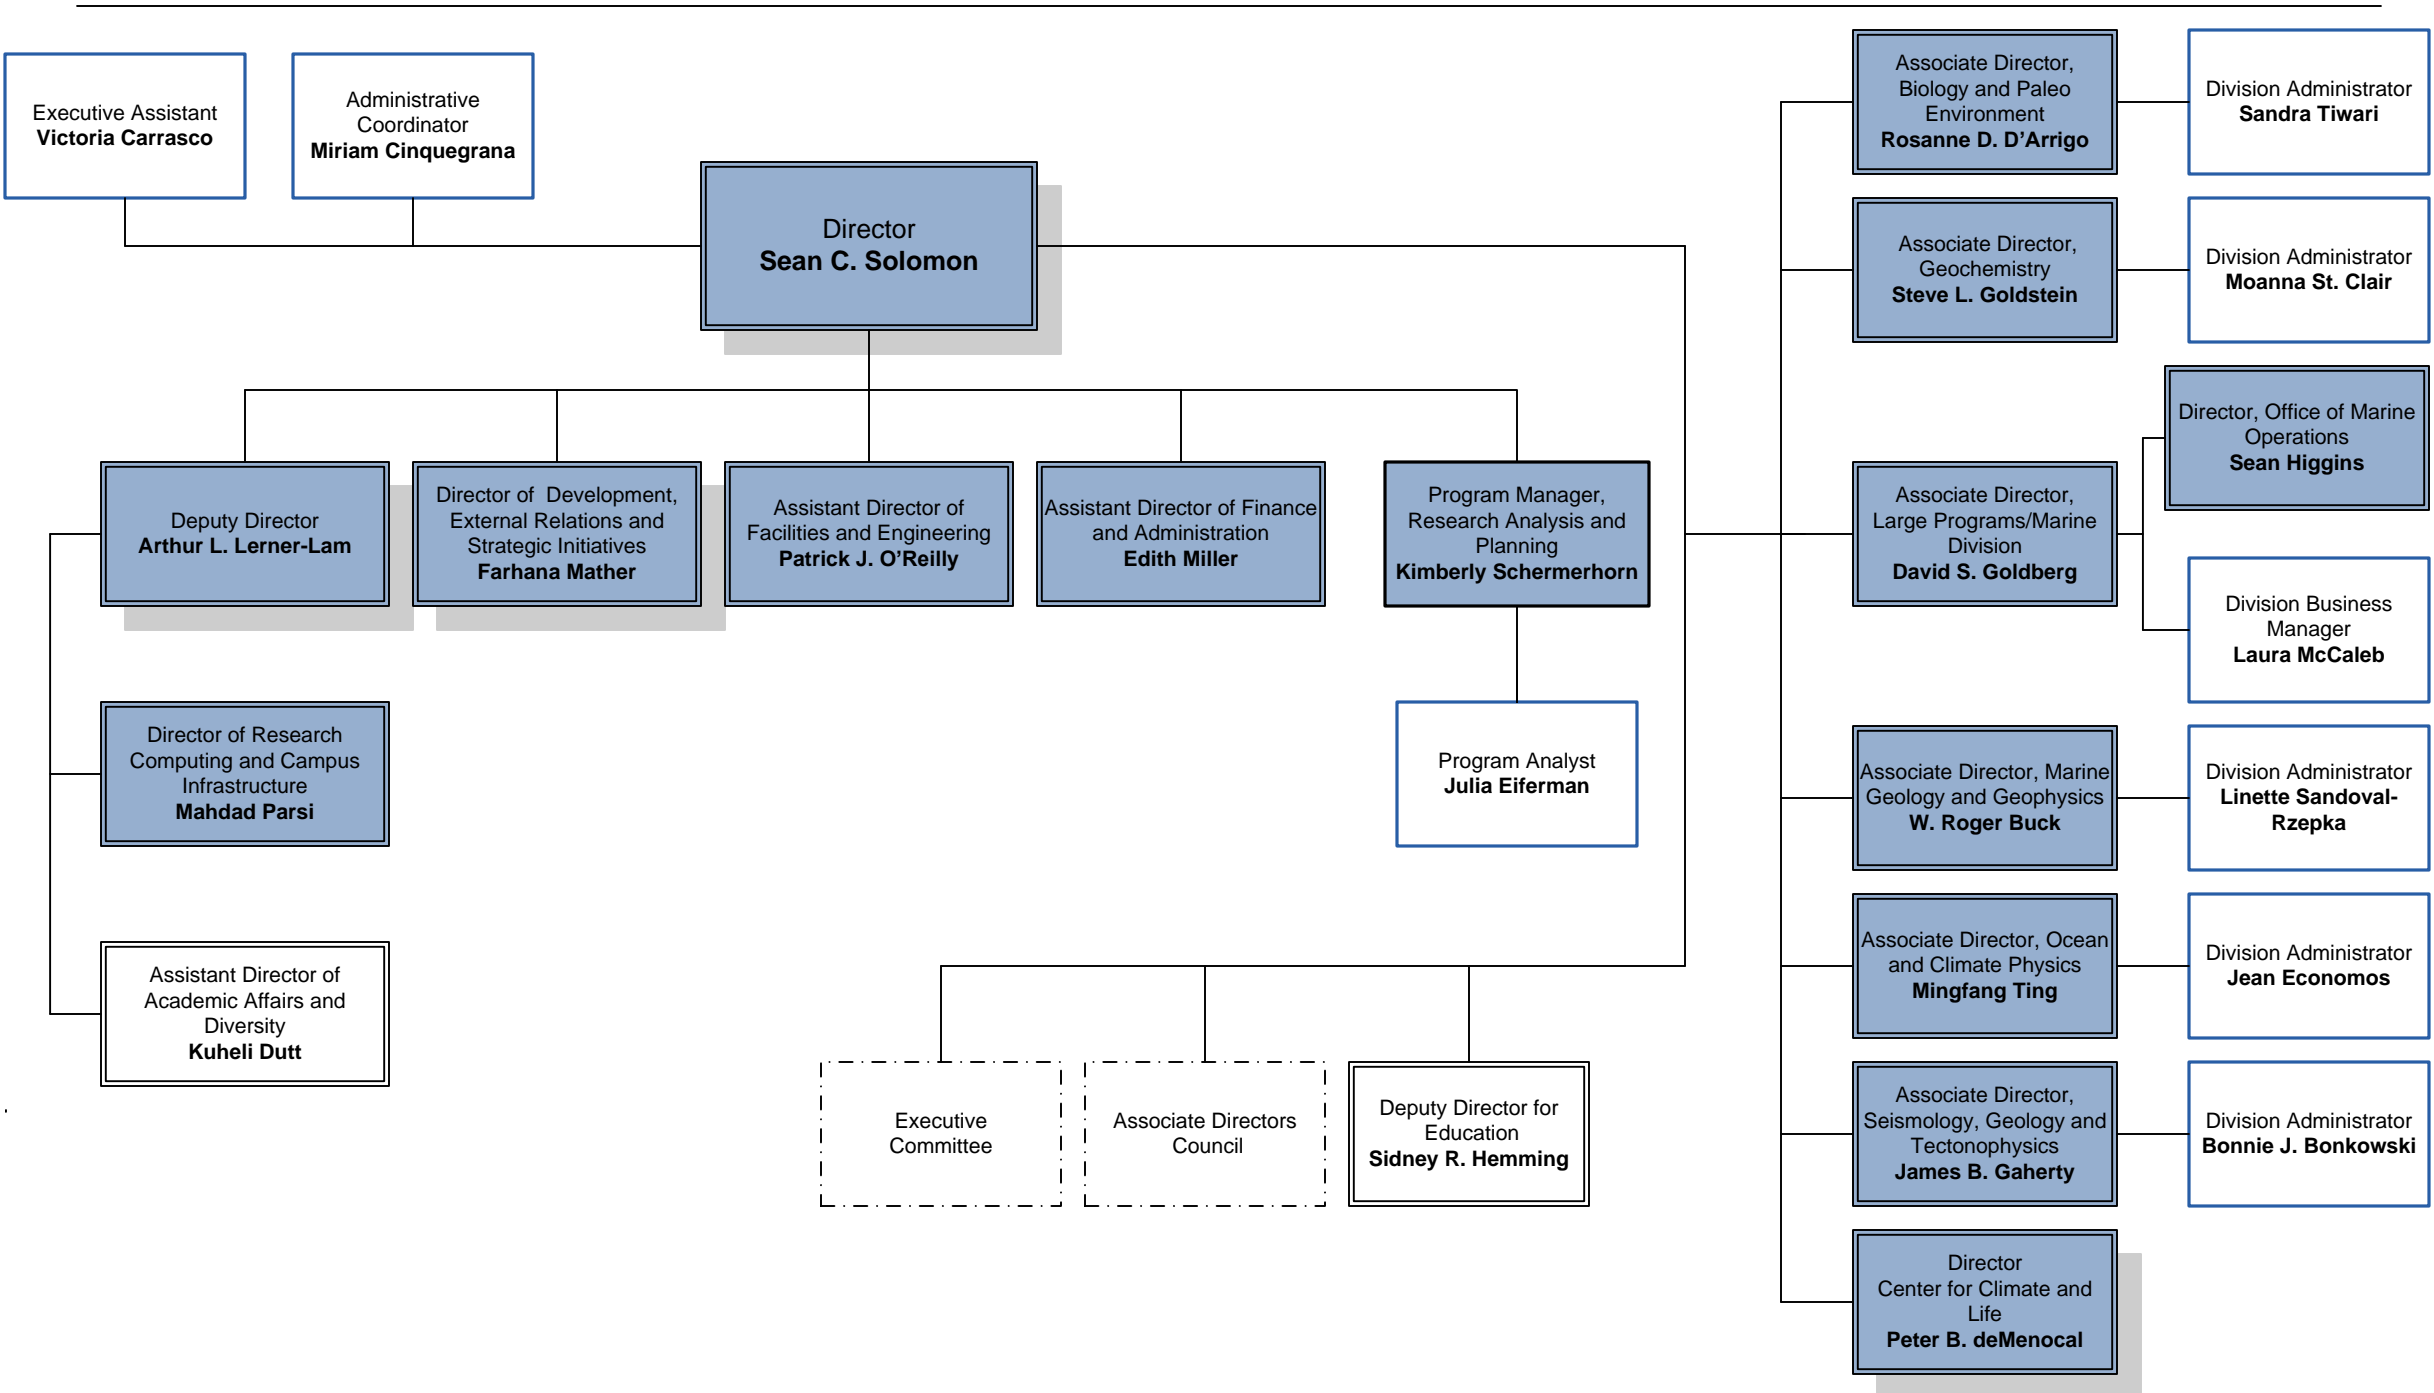 Executive Assistant
Victoria Carrasco
Administrative
Coordinator
Miriam Cinquegrana
Director
Sean C. Solomon
Deputy Director
Arthur L. Lerner-Lam
Director of Development,
External Relations and
Strategic Initiatives
Farhana Mather
Assistant Director of
Facilities and Engineering
Patrick J. O’Reilly
Assistant Director of Finance
and Administration
Edith Miller
Program Manager,
Research Analysis and
Planning
Kimberly Schermerhorn
Director of Research
Computing and Campus
Infrastructure
Mahdad Parsi
Program Analyst
Julia Eiferman
Assistant Director of
Academic Affairs and
Diversity
Kuheli Dutt
Executive
Committee
Associate Directors
Council
Deputy Director for
Education
Sidney R. Hemming
Associate Director,
Biology and Paleo
Environment
Rosanne D. D’Arrigo
Division Administrator
Sandra Tiwari
Associate Director,
Geochemistry
Steve L. Goldstein
Division Administrator
Moanna St. Clair
Associate Director,
Large Programs/Marine
Division
David S. Goldberg
Director, Office of Marine
Operations
Sean Higgins
Division Business
Manager
Laura McCaleb
Associate Director, Marine
Geology and Geophysics
W. Roger Buck
Division Administrator
Linette Sandoval-
Rzepka
Associate Director, Ocean
and Climate Physics
Mingfang Ting
Division Administrator
Jean Economos
Associate Director,
Seismology, Geology and
Tectonophysics
James B. Gaherty
Division Administrator
Bonnie J. Bonkowski
Director
Center for Climate and
Life
Peter B. deMenocal